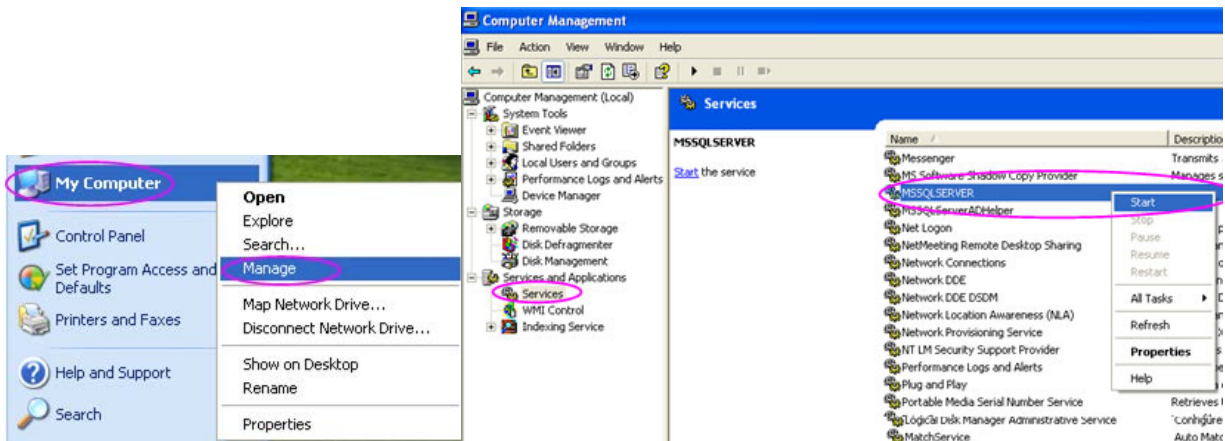 My Computer
Control Panel
Set Program Access and
Defaults
Printers and Faxes
Help and Support
Search
Open
Explore
Search...
Manage
Map Network Drive...
Disconnect Network Drive...
Show on Desktop
Rename
Properties
Computer Management
File Action View Window Help
Computer Management (Local)
System Tools
Event Viewer
Shared Folders
Local Users and Groups
Performance Logs and Alerts
Device Manager
Storage
Removable Storage
Disk Defragmenter
Disk Management
Services and Applications
Services
WMI Control
Indexing Service
Services
MSSQLSERVER
Start the service
Name Descriptio
Messenger Transmits
MS Software Shadow Copy Provider Manages s
MSSQLSERVER
MSSQLServerADHelper
Net Logon
NetMeeting Remote Desktop Sharing
Network Connections
Network DDE
Network DDE DSDM
Network Location Awareness (NLA)
Network Provisioning Service
NT LM Security Support Provider
Performance Logs and Alerts
Plug and Play
Portable Media Serial Number Service Retrieves
Logical Disk Manager Administrative Service Configure
MatchService Auto Matc
Start
Stop
Pause
Resume
Restart
All Tasks
Refresh
Properties
Help